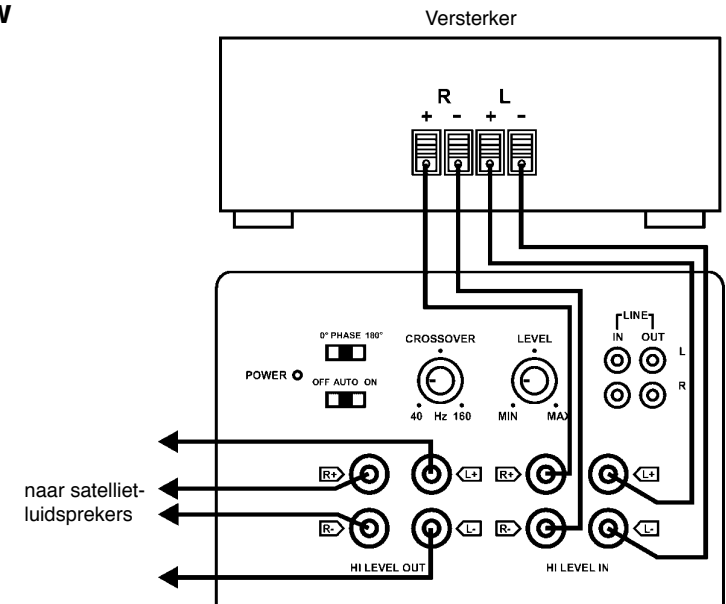 w
Versterker
R L
+ - + -
LINE
IN OUT
L
R
0° PHASE 180°
CROSSOVER
LEVEL
POWER
OFF AUTO ON
40 Hz 160
MIN MAX
naar satelliet-
luidsprekers
R+ L+ R+ L+
R- L- R- L-
HI LEVEL OUT
HI LEVEL IN